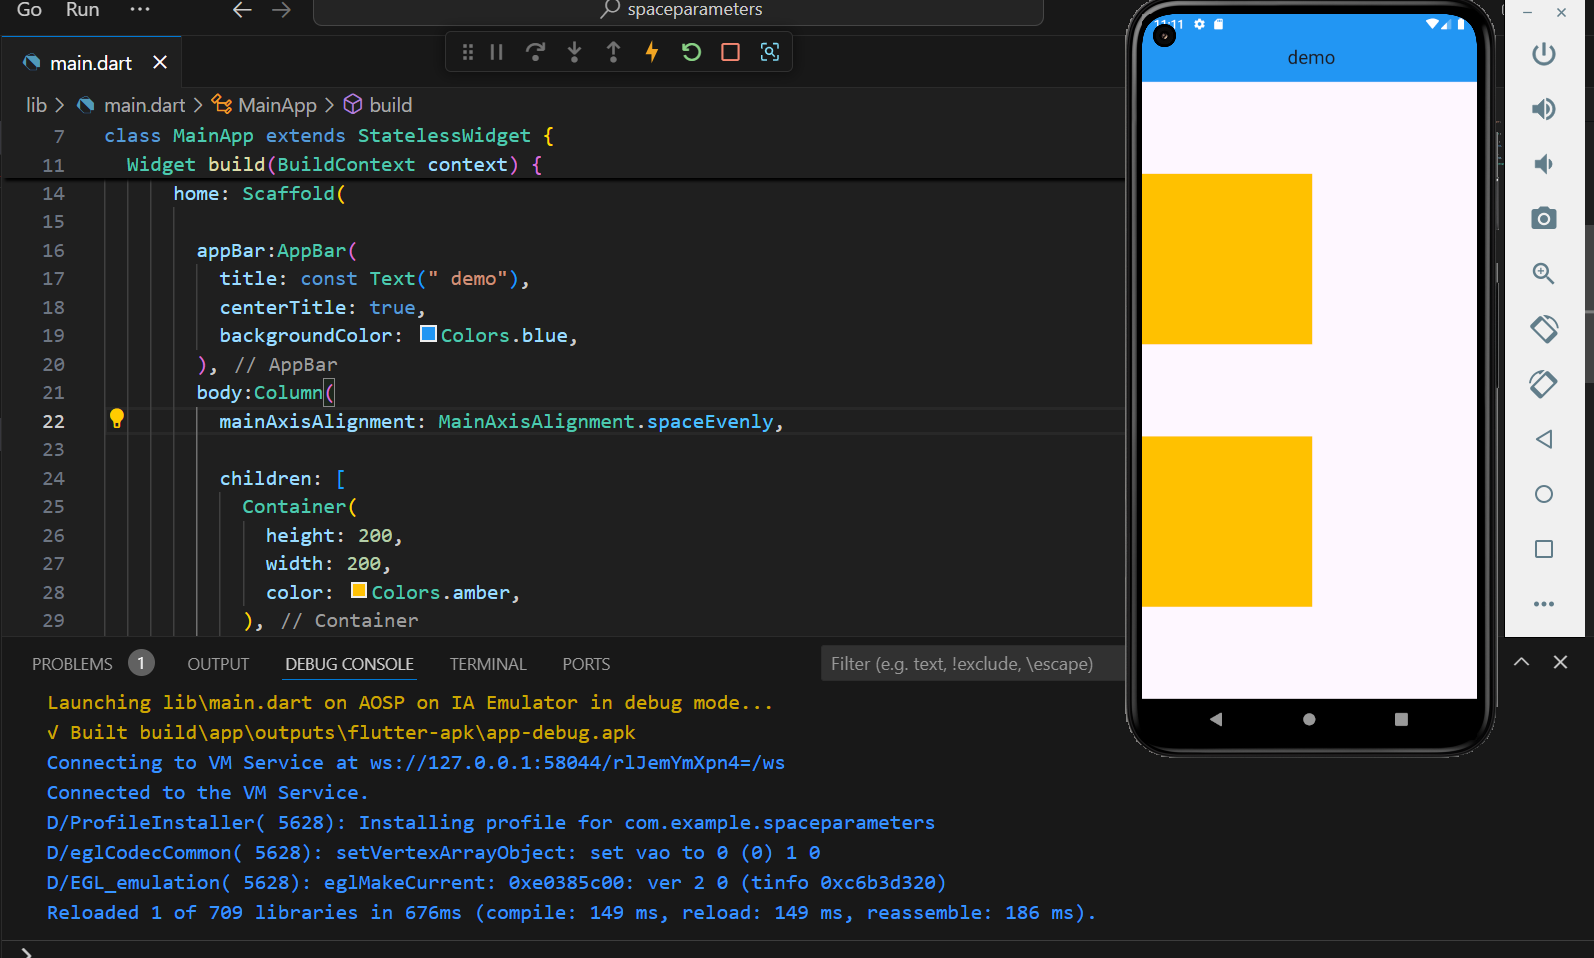 Go Run ··· spaceparameters
main.dart
lib > main.dart > MainApp > build
7 class MainApp extends StatelessWidget {
11 Widget build(BuildContext context) {
14 home: Scaffold(
15
16 appBar:AppBar(
17 title: const Text(" demo"),
18 centerTitle: true,
19 backgroundColor: Colors.blue,
20 ), // AppBar
21 body:Column(
22 mainAxisAlignment: MainAxisAlignment.spaceEvenly,
23
24 children: [
25 Container(
26 height: 200,
27 width: 200,
28 color: Colors.amber,
29 ), // Container
PROBLEMS 1 OUTPUT DEBUG CONSOLE TERMINAL PORTS Filter (e.g. text, !exclude, \escape)
Launching lib\main.dart on AOSP on IA Emulator in debug mode...
√ Built build\app\outputs\flutter-apk\app-debug.apk
Connecting to VM Service at ws://127.0.0.1:58044/rlJemYmXpn4=/ws
Connected to the VM Service.
D/ProfileInstaller( 5628): Installing profile for com.example.spaceparameters
D/eglCodecCommon( 5628): setVertexArrayObject: set vao to 0 (0) 1 0
D/EGL_emulation( 5628): eglMakeCurrent: 0xe0385c00: ver 2 0 (tinfo 0xc6b3d320)
Reloaded 1 of 709 libraries in 676ms (compile: 149 ms, reload: 149 ms, reassemble: 186 ms).
demo